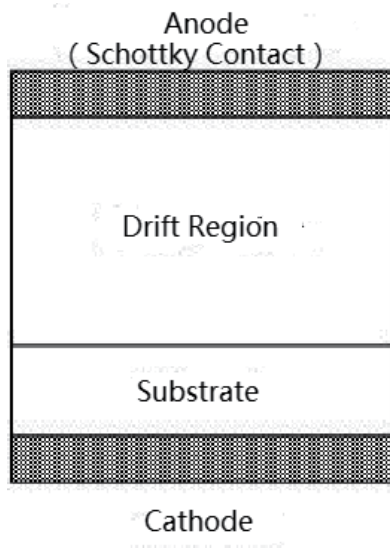 Anode
( Schottky Contact )
Drift Region
Substrate
Cathode